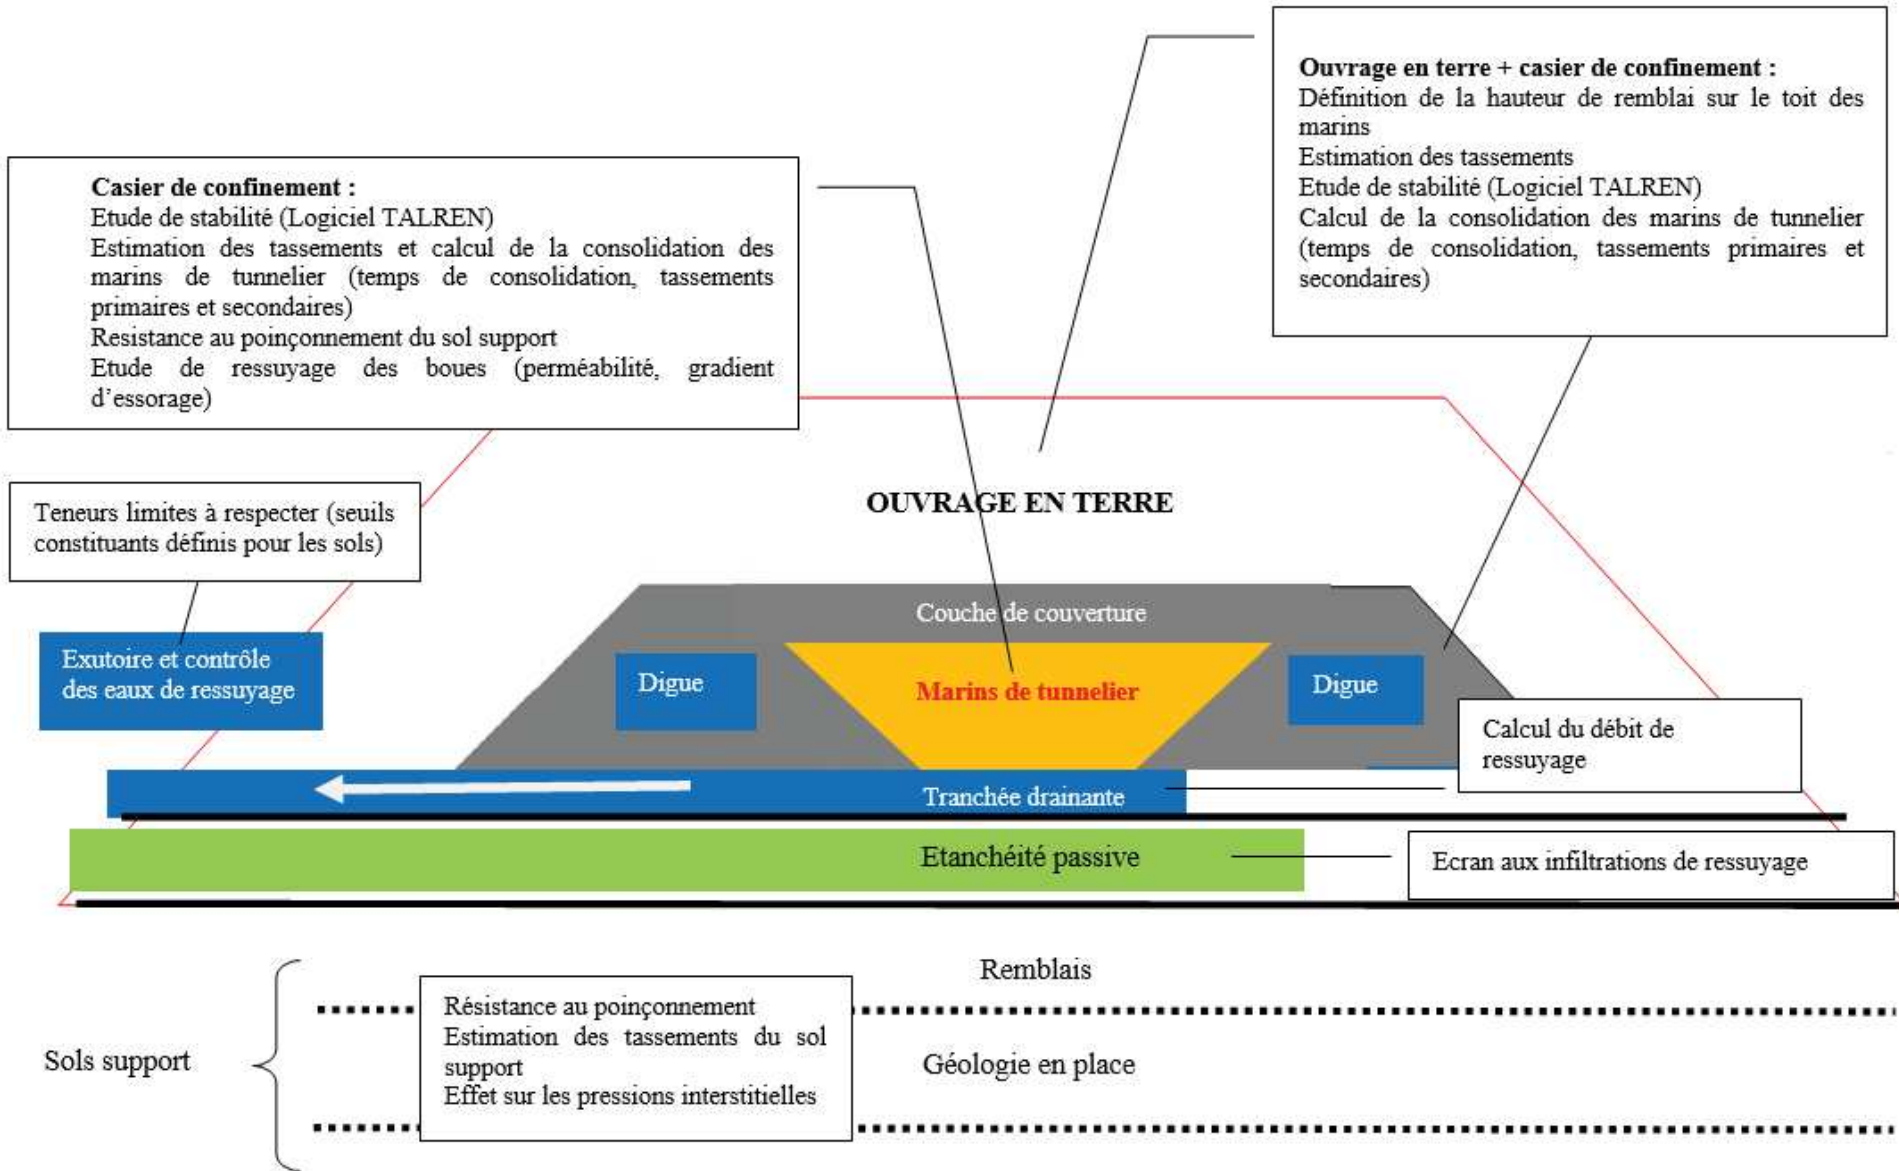 Ouvrage en terre + casier de confinement :
Définition de la hauteur de remblai sur le toit des
marins
Estimation des tassements
Etude de stabilité (Logiciel TALREN)
Calcul de la consolidation des marins de tunnelier
(temps de consolidation, tassements primaires et
secondaires)
Casier de confinement :
Etude de stabilité (Logiciel TALREN)
Estimation des tassements et calcul de la consolidation des
marins de tunnelier (temps de consolidation, tassements
primaires et secondaires)
Resistance au poinçonnement du sol support
Etude de ressuyage des boues (perméabilité, gradient
d'essorage)
Teneurs limites à respecter (seuils
constituants définis pour les sols)
OUVRAGE EN TERRE
Couche de couverture
Exutoire et contrôle
des eaux de ressuyage
Digue
Marins de tunnelier
Digue
Calcul du débit de
ressuyage
Tranchée drainante
Etanchéité passive
Ecran aux infiltrations de ressuyage
Remblais
Résistance au poinçonnement
Estimation des tassements du sol
support
Effet sur les pressions interstitielles
Sols support
Géologie en place